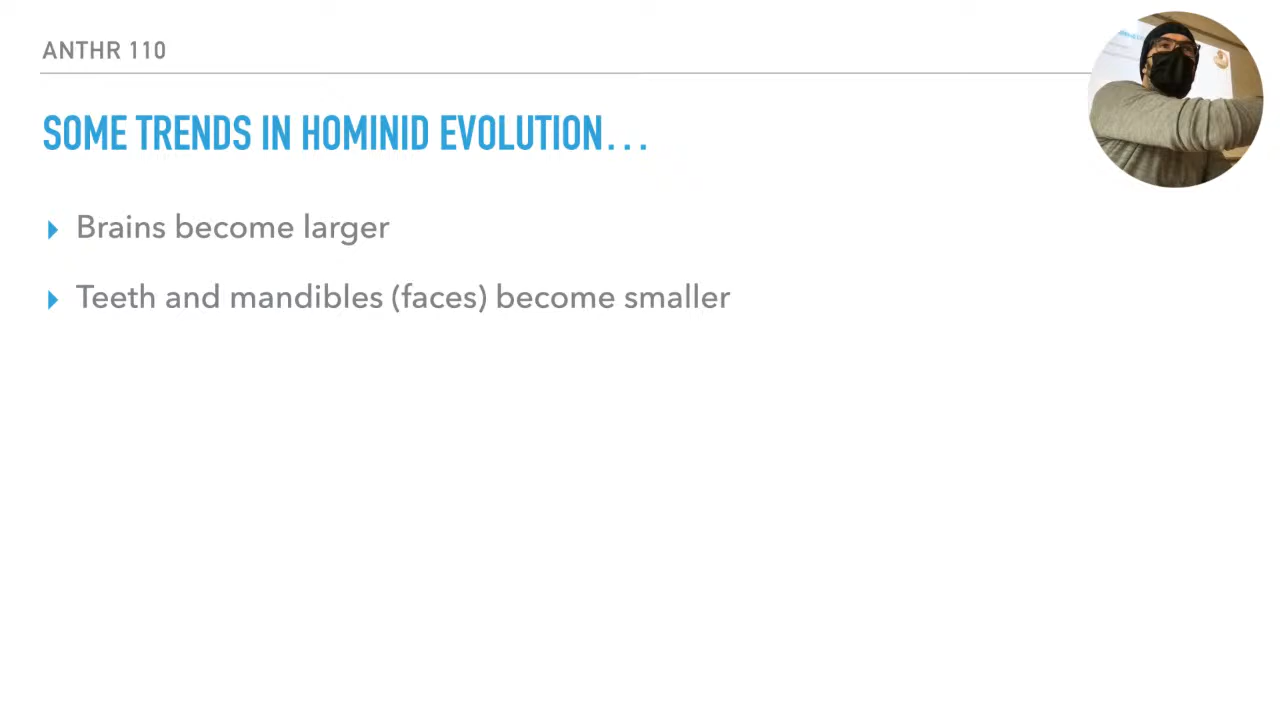 ANTHR 110
SOME TRENDS IN HOMINID EVOLUTION...
Brains become larger
Teeth and mandibles (faces) become smaller